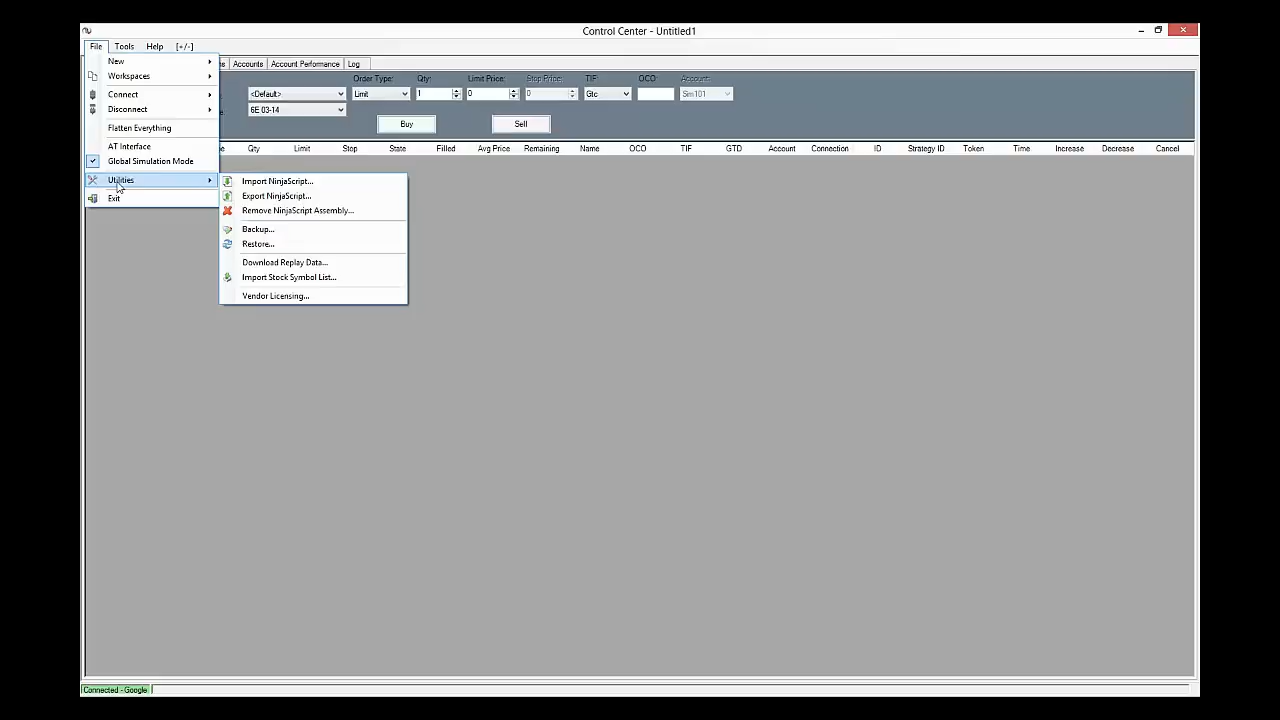 Control Center - Untitled1
File Tools Help [+/-]
New
Workspaces
Connect
Disconnect
Flatten Everything
AT Interface
Global Simulation Mode
Utilities
Exit
Import NinjaScript...
Export NinjaScript...
Remove NinjaScript Assembly...
Backup...
Restore...
Download Replay Data...
Import Stock Symbol List...
Vendor Licensing...
Accounts Account Performance Log
Order Type: Qty: Limit Price: Stop Price: TIF: OCO: Account:
<Default> Limit 1 0 0 Gtc Sim101
6E 03-14
Buy Sell
Qty Limit Stop State Filled Avg Price Remaining Name OCO TIF GTD Account Connection ID Strategy ID Token Time Increase Decrease Cancel
Connected - Google